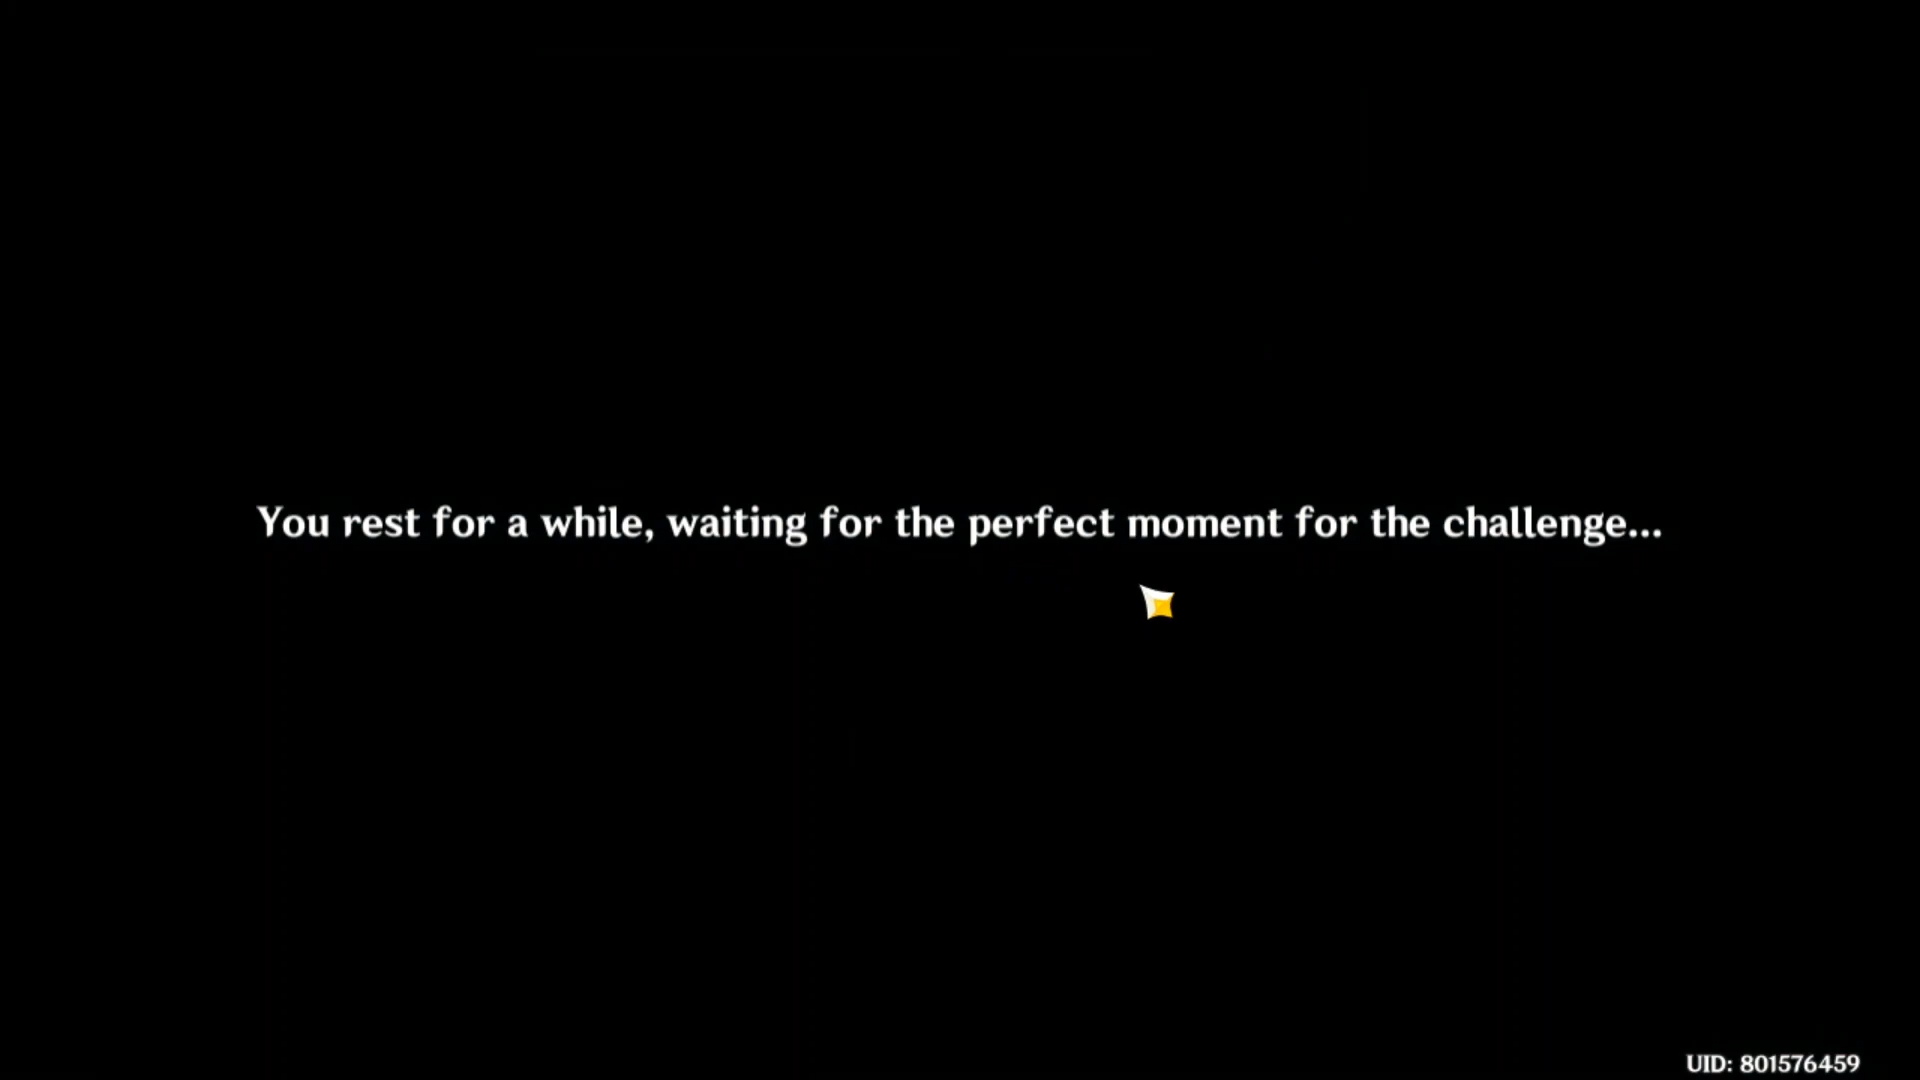 You rest for a while, waiting for the perfect moment for the challenge...
UID: 801576459